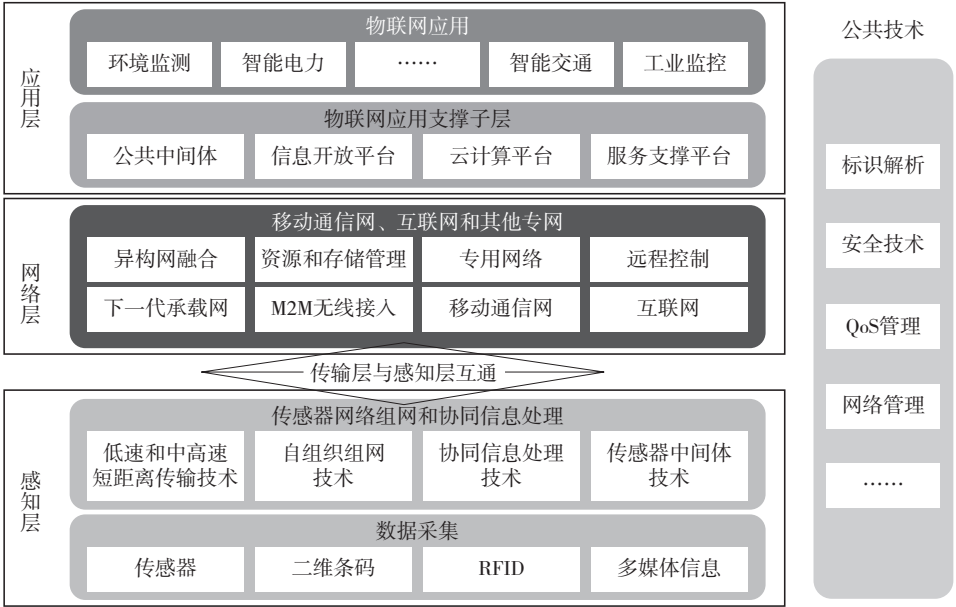 公共技术
应用层
物联网应用
环境监测 智能电力 …… 智能交通 工业监控
物联网应用支撑子层
公共中间体 信息开放平台 云计算平台 服务支撑平台
网络层
移动通信网、互联网和其他专网
异构网融合 资源和存储管理 专用网络 远程控制
下一代承载网 M2M无线接入 移动通信网 互联网
传输层与感知层互通
感知层
传感器网络组网和协同信息处理
低速和中高速 自组织组网 协同信息处理 传感器中间体
短距离传输技术 技术 技术 技术
数据采集
传感器 二维条码 RFID 多媒体信息
标识解析
安全技术
QoS管理
网络管理
……